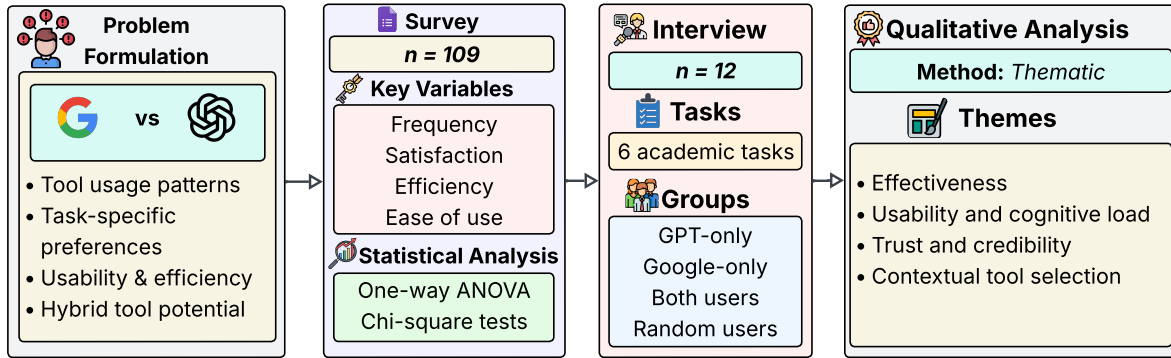 Problem
Formulation
vs
• Tool usage patterns
• Task-specific
preferences
• Usability & efficiency
• Hybrid tool potential
Survey
n = 109
Key Variables
Frequency
Satisfaction
Efficiency
Ease of use
Statistical Analysis
One-way ANOVA
Chi-square tests
Interview
n = 12
Tasks
6 academic tasks
Groups
GPT-only
Google-only
Both users
Random users
Qualitative Analysis
Method: Thematic
Themes
• Effectiveness
• Usability and cognitive load
• Trust and credibility
• Contextual tool selection